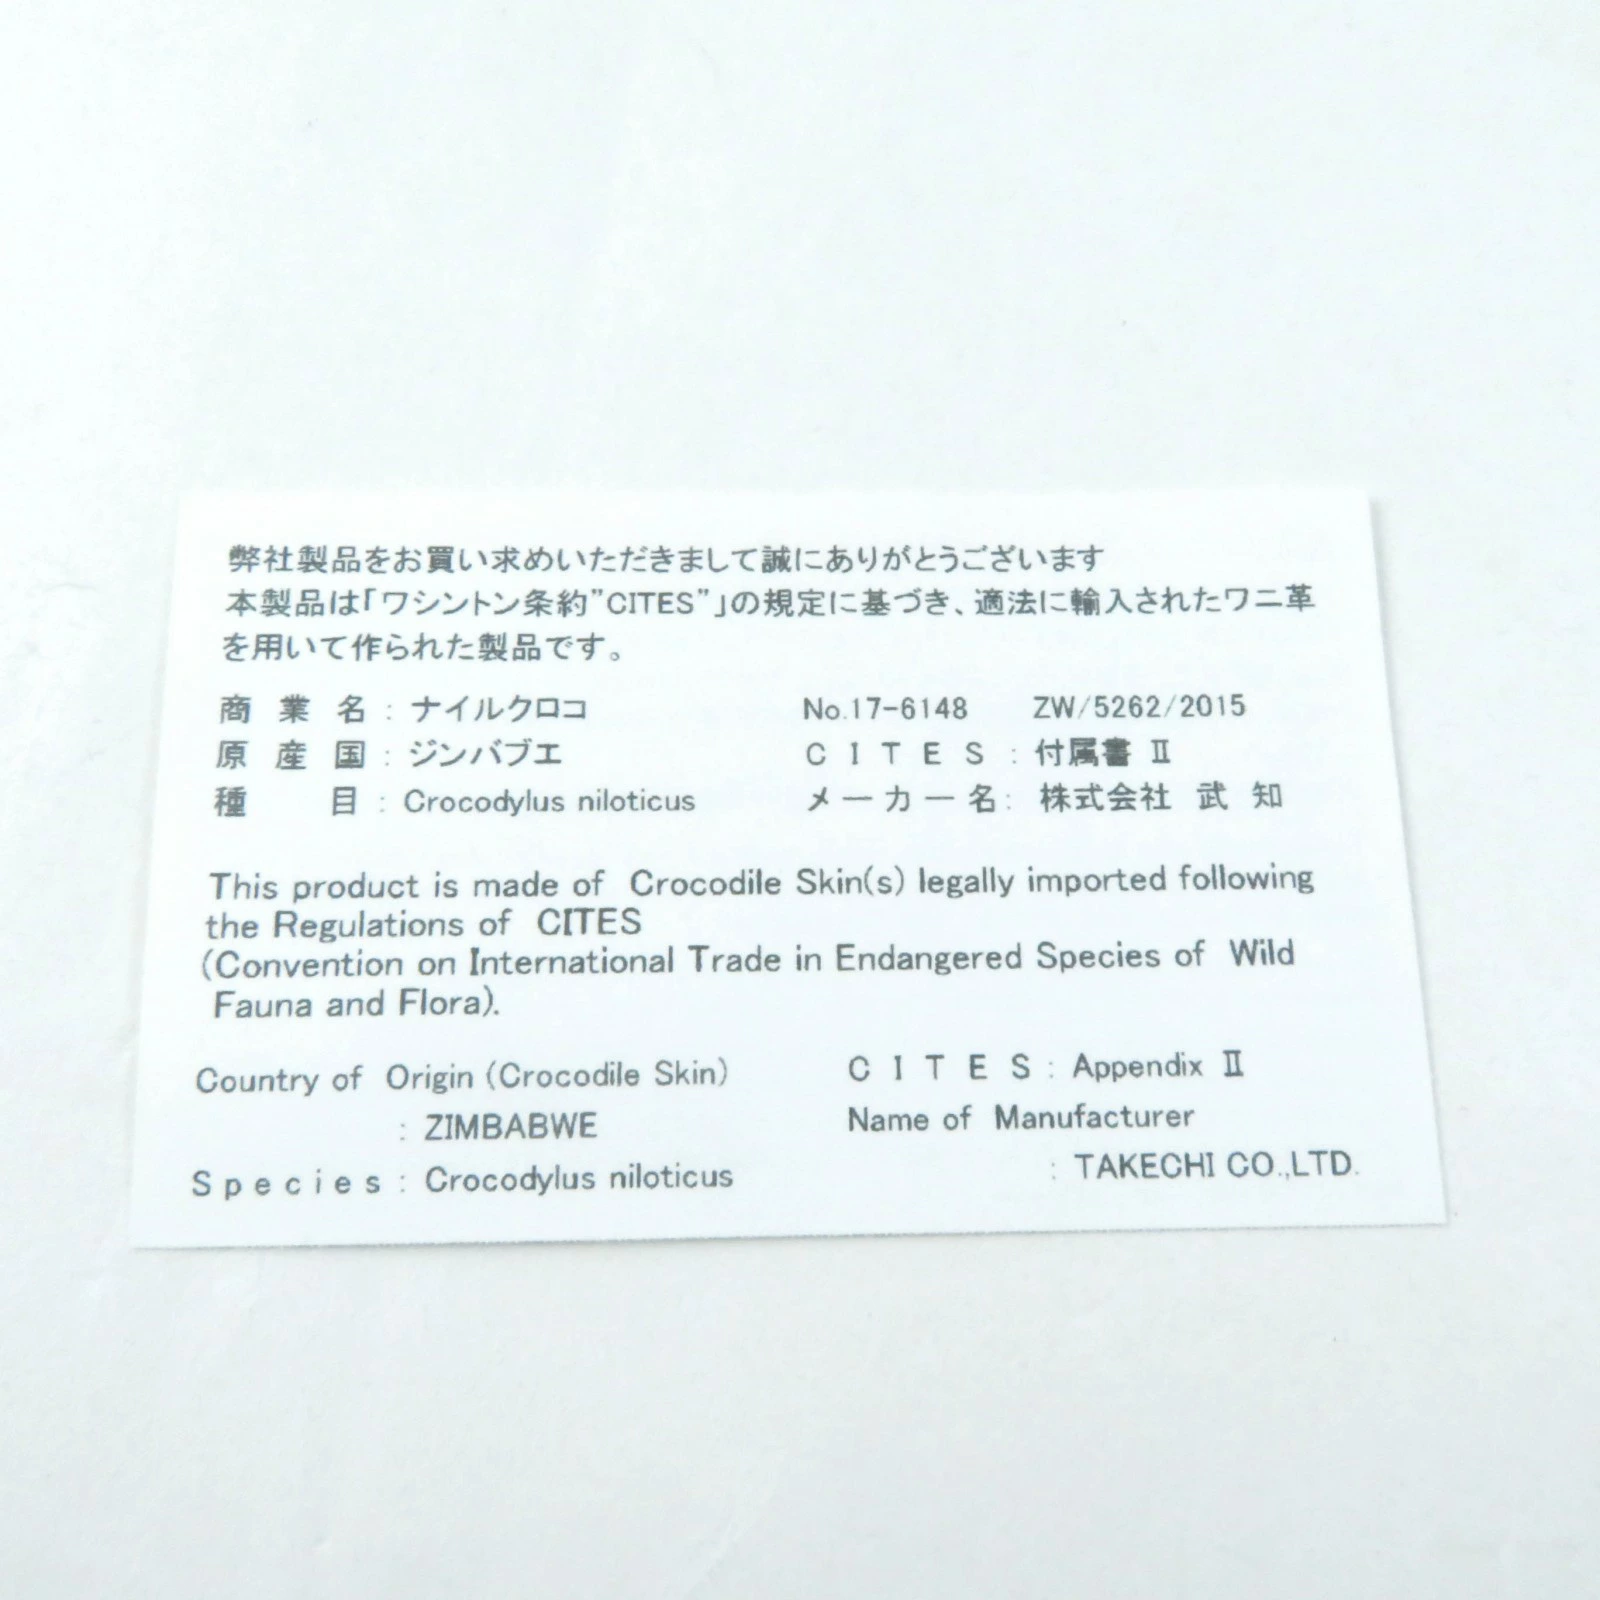 弊社製品をお買い求めいただきまして誠にありがとうございます
本製品は「ワシントン条約”CITES”」の規定に基づき、適法に輸入されたワニ革
を用いて作られた製品です。
商 業 名 : ナイルクロコ No.17-6148 ZW/5262/2015
原 産 国 : ジンバブエ C I T E S : 付属書 Ⅱ
種 目 : Crocodylus niloticus メーカー名: 株式会社 武 知
This product is made of Crocodile Skin(s) legally imported following
the Regulations of CITES
(Convention on International Trade in Endangered Species of Wild
Fauna and Flora).
Country of Origin (Crocodile Skin) C I T E S : Appendix Ⅱ
: ZIMBABWE Name of Manufacturer
S p e c i e s : Crocodylus niloticus : TAKECHI CO.,LTD.